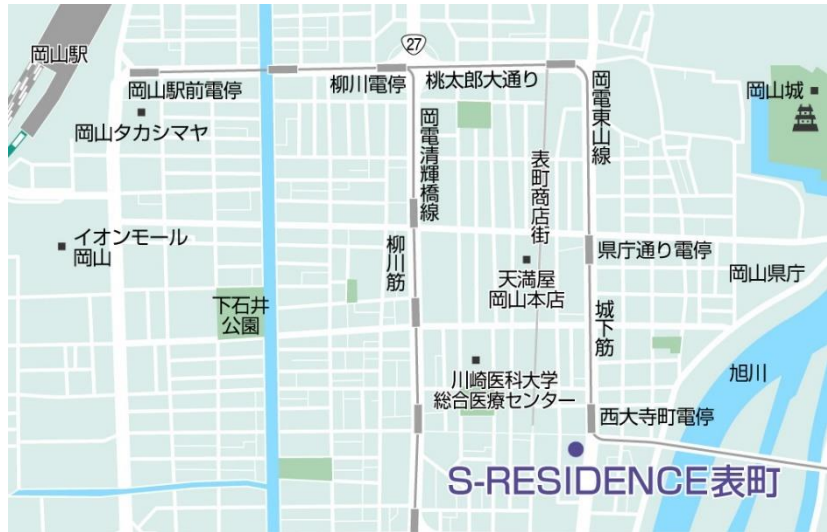 27
岡山駅
岡山駅前電停
柳川電停
桃太郎大通り
岡電東山線
岡山城
岡山タカシマヤ
岡電清輝橋線
表町商店街
イオンモール
岡山
柳川筋
天満屋
岡山本店
県庁通り電停
岡山県庁
下石井
公園
城下筋
川崎医科大学
総合医療センター
旭川
西大寺町電停
S-RESIDENCE表町